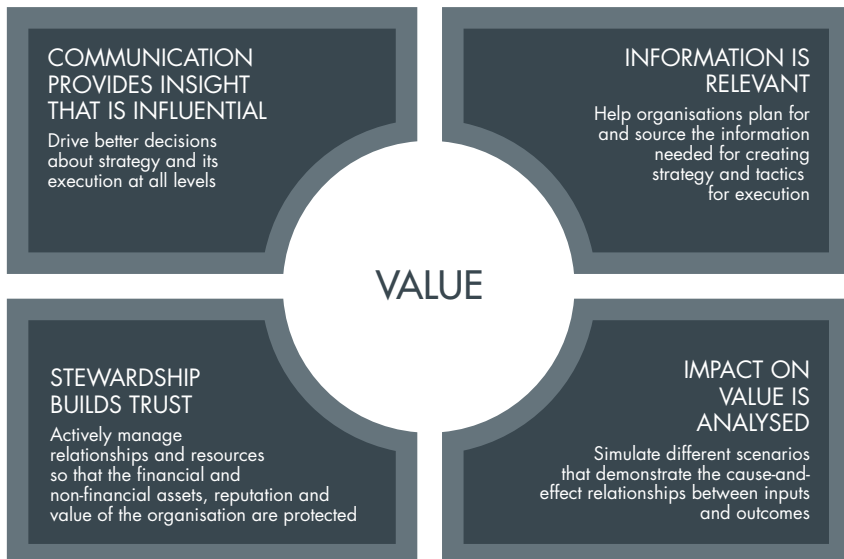 COMMUNICATION
PROVIDES INSIGHT
THAT IS INFLUENTIAL
Drive better decisions
about strategy and its
execution at all levels
INFORMATION IS
RELEVANT
Help organisations plan for
and source the information
needed for creating
strategy and tactics
for execution
VALUE
STEWARDSHIP
BUILDS TRUST
Actively manage
relationships and resources
so that the financial and
non-financial assets, reputation and
value of the organisation are protected
IMPACT ON
VALUE IS
ANALYSED
Simulate different scenarios
that demonstrate the cause-and-
effect relationships between inputs
and outcomes